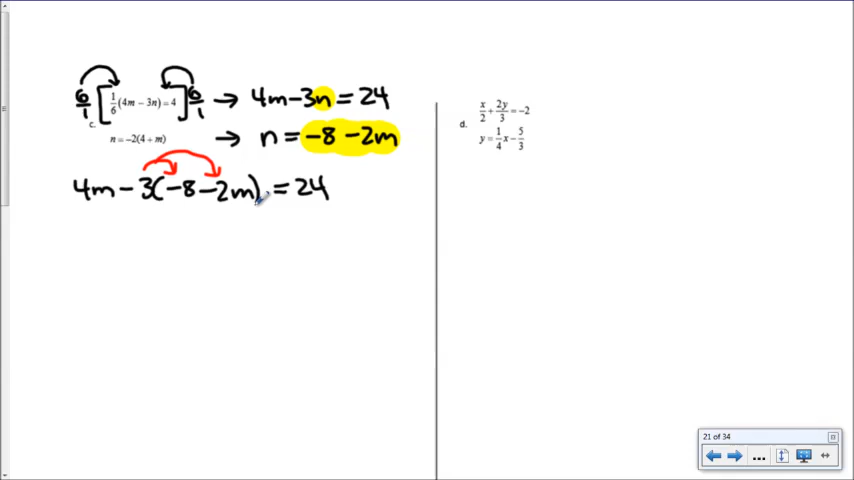 6/1 [ 1/6 (4m − 3n) = 4 ] 6/1 → 4m − 3n = 24
c.
n = −2(4 + m) → n = −8 − 2m
4m − 3(−8 − 2m) = 24
d.
x/2 + 2y/3 = −2
y = 1/4 x − 5/3
21 of 34
...